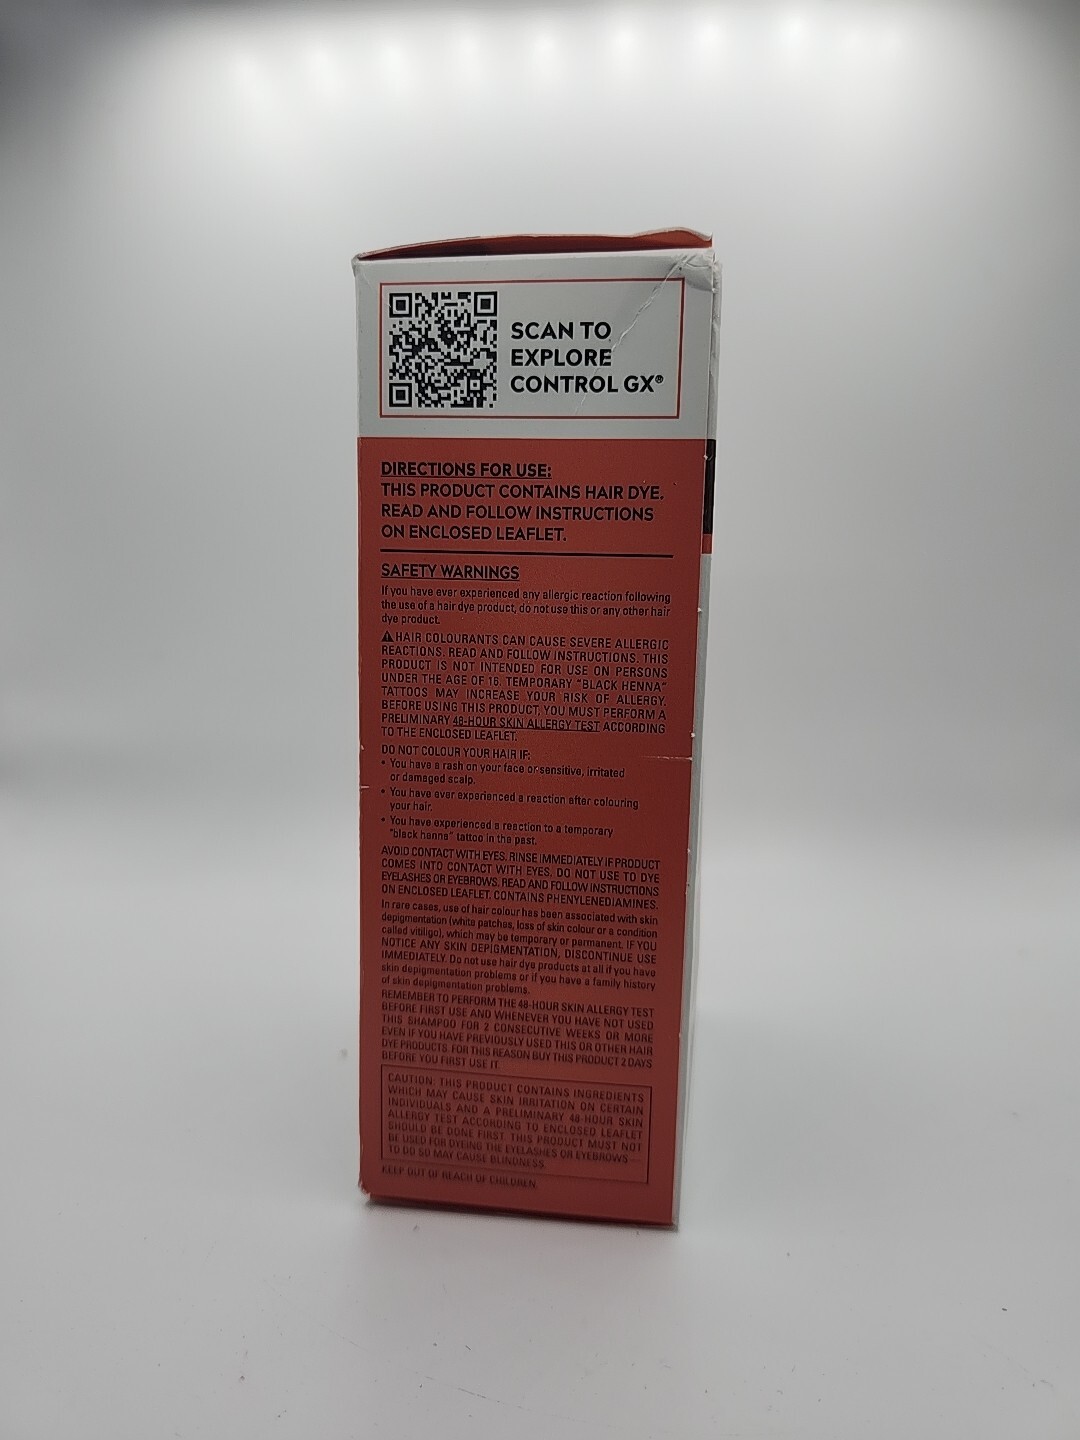 SCAN TO
EXPLORE
CONTROL GX®
DIRECTIONS FOR USE:
THIS PRODUCT CONTAINS HAIR DYE.
READ AND FOLLOW INSTRUCTIONS
ON ENCLOSED LEAFLET.
SAFETY WARNINGS
If you have ever experienced any allergic reaction following
the use of a hair dye product, do not use this or any other hair
dye product.
⚠HAIR COLOURANTS CAN CAUSE SEVERE ALLERGIC
REACTIONS. READ AND FOLLOW INSTRUCTIONS. THIS
PRODUCT IS NOT INTENDED FOR USE ON PERSONS
UNDER THE AGE OF 16. TEMPORARY "BLACK HENNA"
TATTOOS MAY INCREASE YOUR RISK OF ALLERGY.
BEFORE USING THIS PRODUCT, YOU MUST PERFORM A
PRELIMINARY 48-HOUR SKIN ALLERGY TEST ACCORDING
TO THE ENCLOSED LEAFLET.
DO NOT COLOUR YOUR HAIR IF:
• You have a rash on your face or sensitive, irritated
or damaged scalp.
• You have ever experienced a reaction after colouring
your hair.
• You have experienced a reaction to a temporary
"black henna" tattoo in the past.
AVOID CONTACT WITH EYES. RINSE IMMEDIATELY IF PRODUCT
COMES INTO CONTACT WITH EYES. DO NOT USE TO DYE
EYELASHES OR EYEBROWS. READ AND FOLLOW INSTRUCTIONS
ON ENCLOSED LEAFLET. CONTAINS PHENYLENEDIAMINES.
In rare cases, use of hair colour has been associated with skin
depigmentation (white patches, loss of skin colour or a condition
called vitiligo), which may be temporary or permanent. IF YOU
NOTICE ANY SKIN DEPIGMENTATION, DISCONTINUE USE
IMMEDIATELY. Do not use hair dye products at all if you have
skin depigmentation problems or if you have a family history
of skin depigmentation problems.
REMEMBER TO PERFORM THE 48-HOUR SKIN ALLERGY TEST
BEFORE FIRST USE AND WHENEVER YOU HAVE NOT USED
THIS SHAMPOO FOR 2 CONSECUTIVE WEEKS OR MORE
EVEN IF YOU HAVE PREVIOUSLY USED THIS OR OTHER HAIR
DYE PRODUCTS. FOR THIS REASON BUY THIS PRODUCT 2 DAYS
BEFORE YOU FIRST USE IT.
CAUTION: THIS PRODUCT CONTAINS INGREDIENTS
WHICH MAY CAUSE SKIN IRRITATION ON CERTAIN
INDIVIDUALS AND A PRELIMINARY 48-HOUR SKIN
ALLERGY TEST ACCORDING TO ENCLOSED LEAFLET
SHOULD BE DONE FIRST. THIS PRODUCT MUST NOT
BE USED FOR DYEING THE EYELASHES OR EYEBROWS—
TO DO SO MAY CAUSE BLINDNESS.
KEEP OUT OF REACH OF CHILDREN.